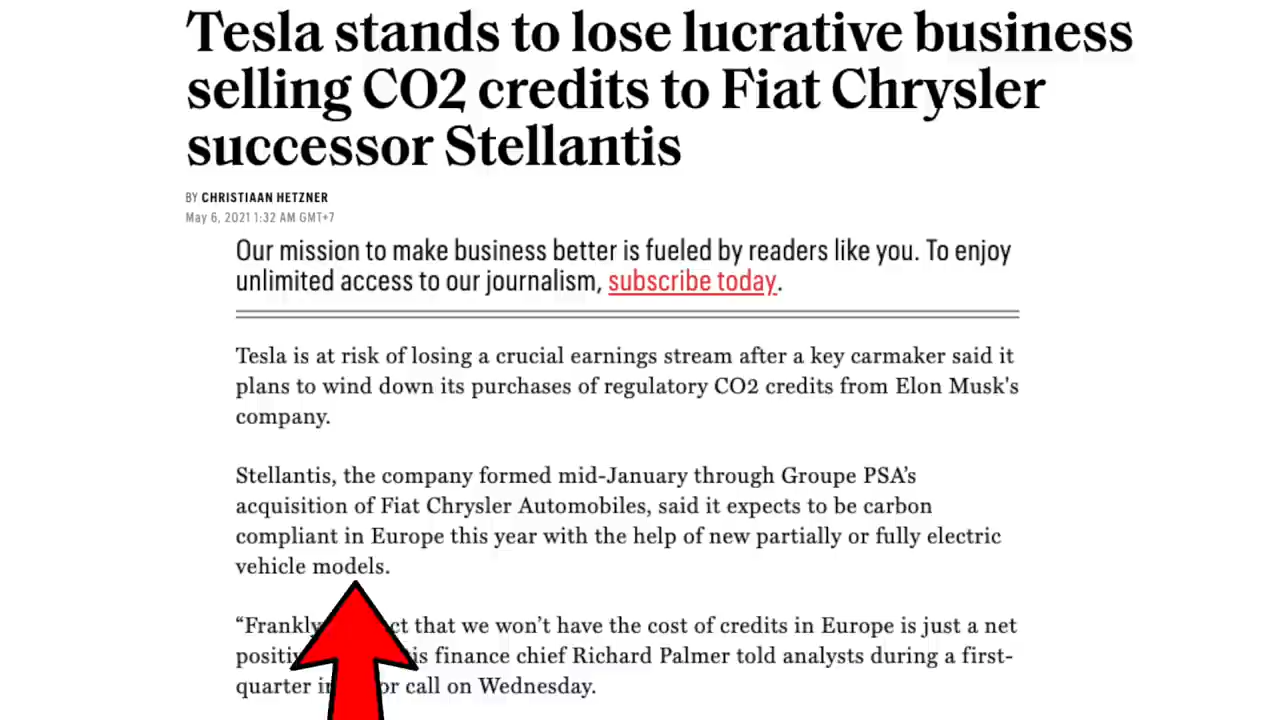 Tesla stands to lose lucrative business
selling CO2 credits to Fiat Chrysler
successor Stellantis
BY CHRISTIAAN HETZNER
May 6, 2021 1:32 AM GMT+7
Our mission to make business better is fueled by readers like you. To enjoy
unlimited access to our journalism, subscribe today.
Tesla is at risk of losing a crucial earnings stream after a key carmaker said it
plans to wind down its purchases of regulatory CO2 credits from Elon Musk's
company.
Stellantis, the company formed mid-January through Groupe PSA’s
acquisition of Fiat Chrysler Automobiles, said it expects to be carbon
compliant in Europe this year with the help of new partially or fully electric
vehicle models.
“Frankly that we won’t have the cost of credits in Europe is just a net
finance chief Richard Palmer told analysts during a first-
quarter call on Wednesday.